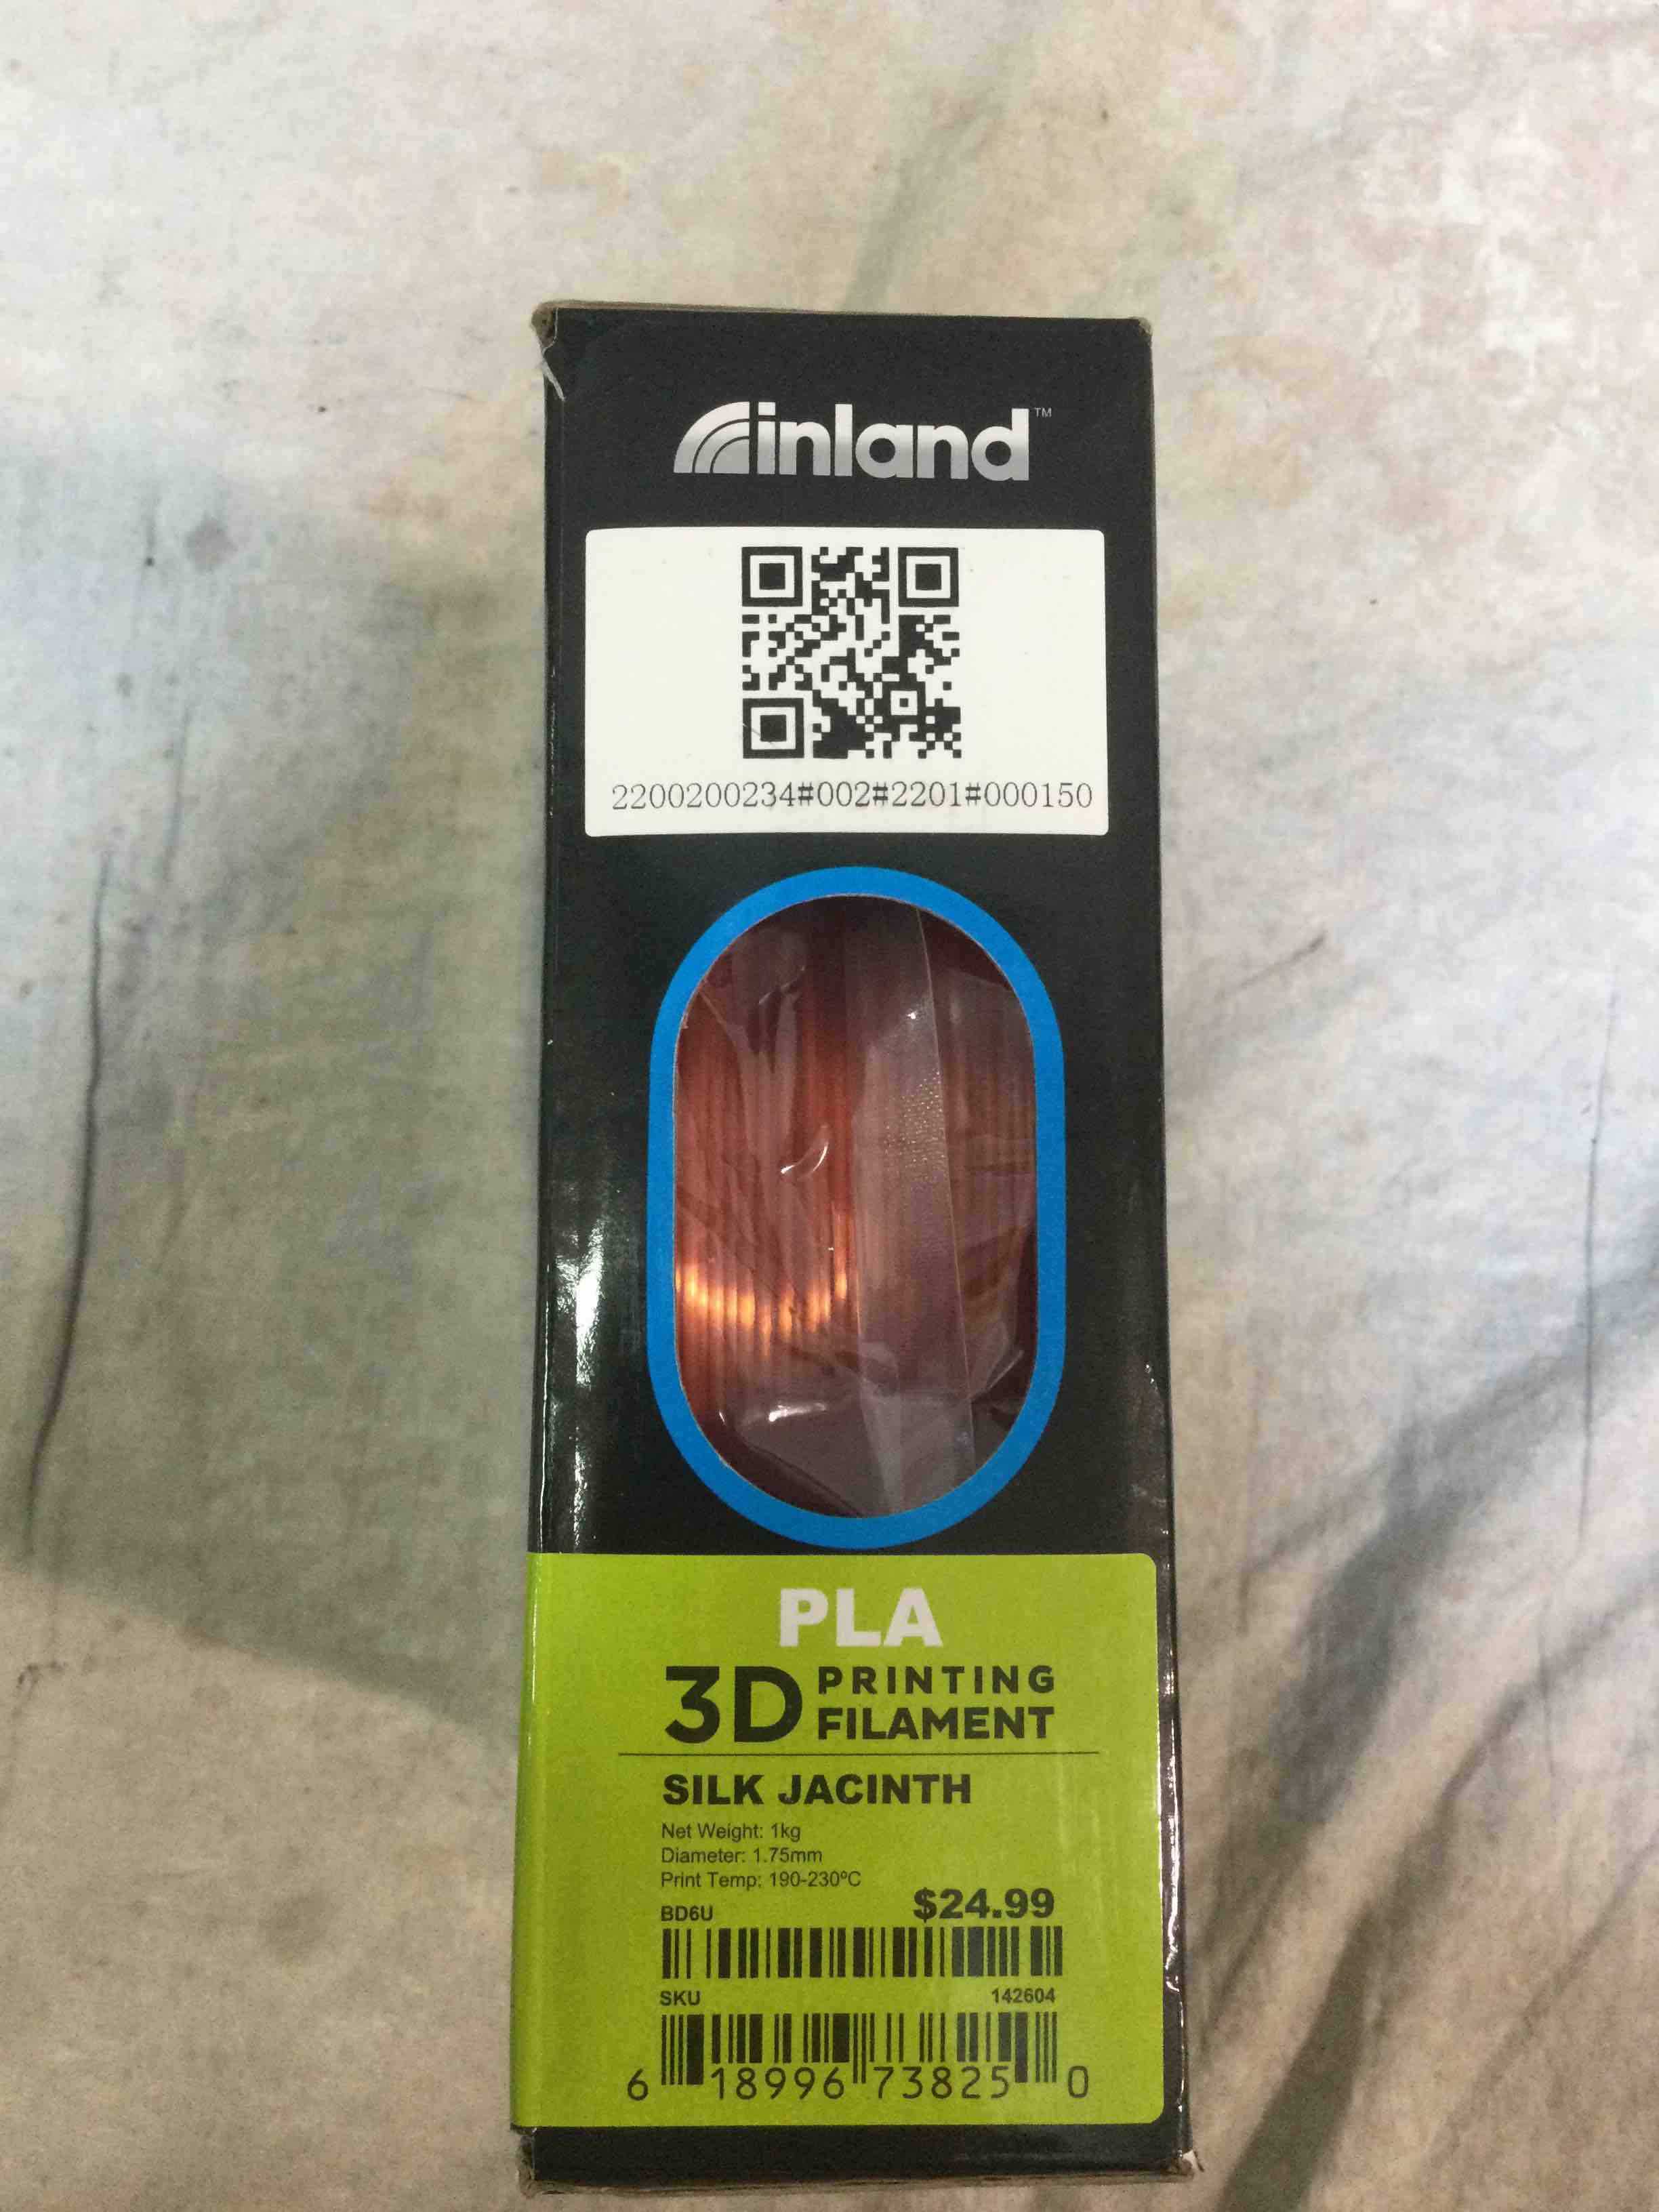 inland™
2200200234#002#2201#000150
PLA
3D PRINTING
FILAMENT
SILK JACINTH
Net Weight: 1kg
Diameter: 1.75mm
Print Temp: 190-230ºC
BD6U $24.99
SKU 142604
6 18996 73825 0